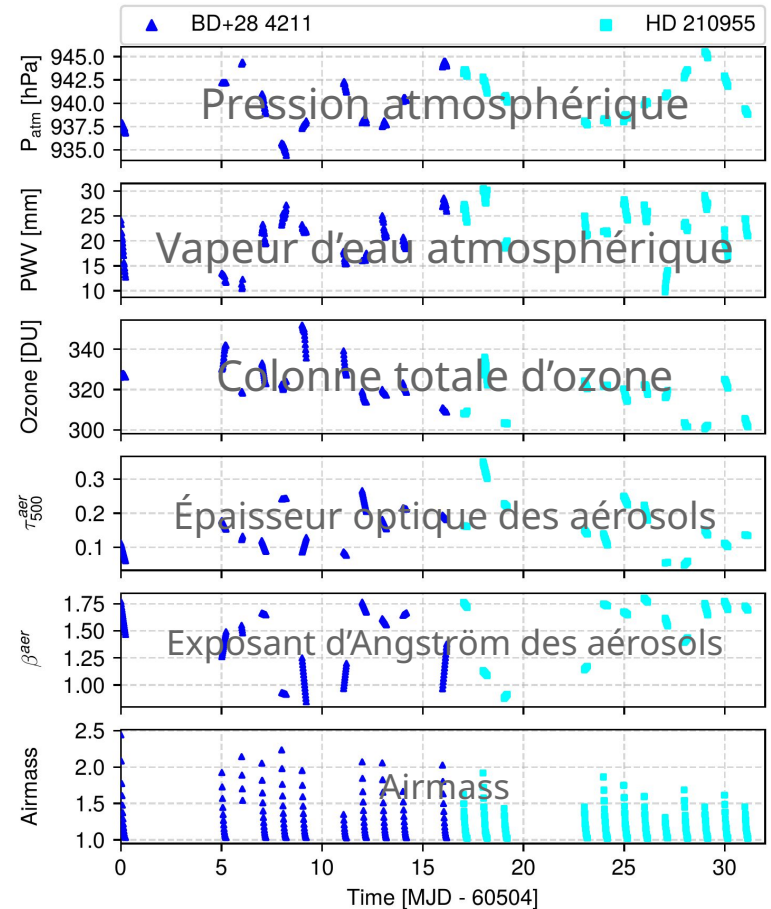 BD+28 4211 HD 210955
945.0
942.5
940.0
937.5
935.0
Patm [hPa]
Pression atmosphérique
30
25
20
15
10
PWV [mm]
Vapeur d’eau atmosphérique
340
320
300
Ozone [DU]
Colonne totale d’ozone
0.3
0.2
0.1
τ aer 500
Épaisseur optique des aérosols
1.75
1.50
1.25
1.00
βaer
Exposant d’Angström des aérosols
2.5
2.0
1.5
1.0
Airmass
Airmass
0 5 10 15 20 25 30
Time [MJD - 60504]